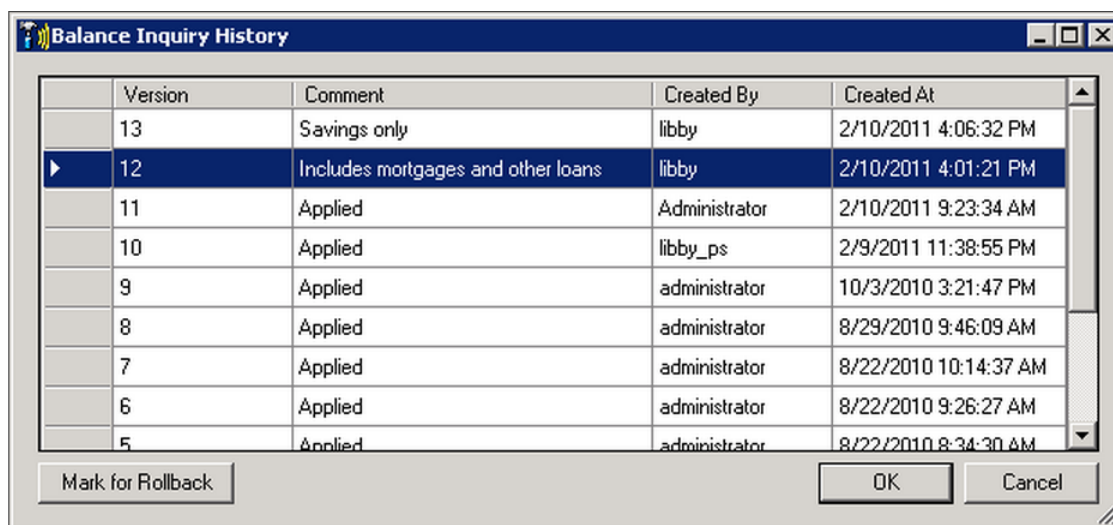 Balance Inquiry History
Version Comment Created By Created At
13 Savings only libby 2/10/2011 4:06:32 PM
12 Includes mortgages and other loans libby 2/10/2011 4:01:21 PM
11 Applied Administrator 2/10/2011 9:23:34 AM
10 Applied libby_ps 2/9/2011 11:38:55 PM
9 Applied administrator 10/3/2010 3:21:47 PM
8 Applied administrator 8/29/2010 9:46:09 AM
7 Applied administrator 8/22/2010 10:14:37 AM
6 Applied administrator 8/22/2010 9:26:27 AM
5 Applied administrator 8/22/2010 8:34:30 AM
Mark for Rollback OK Cancel